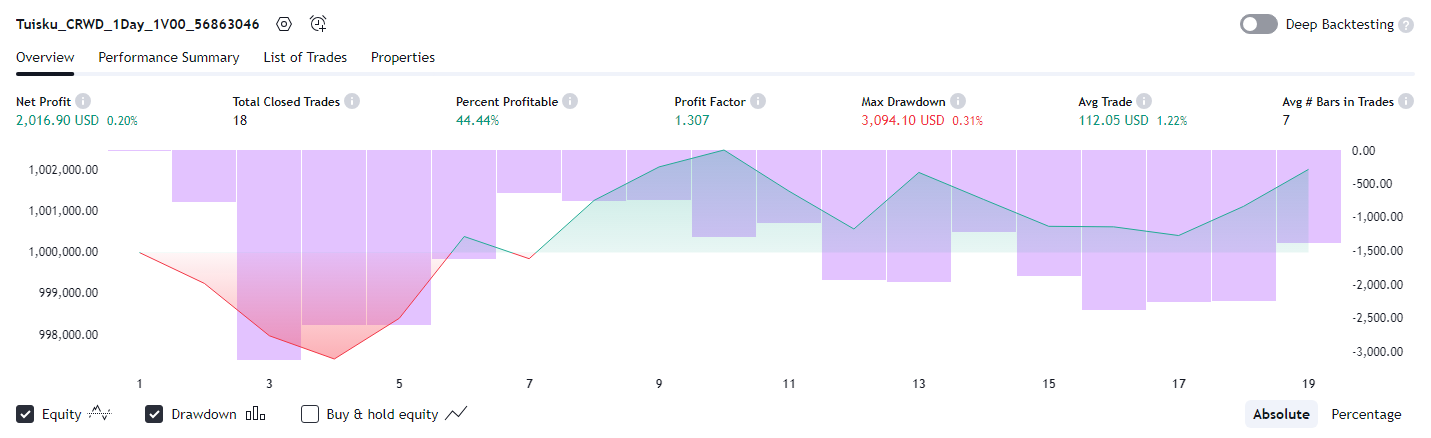 Tuisku_CRWD_1Day_1V00_56863046
Deep Backtesting ?
Overview Performance Summary List of Trades Properties
Net Profit Total Closed Trades Percent Profitable Profit Factor Max Drawdown Avg Trade Avg # Bars in Trades
2,016.90 USD 0.20% 18 44.44% 1.307 3,094.10 USD 0.31% 112.05 USD 1.22% 7
1,002,000.00
1,001,000.00
1,000,000.00
999,000.00
998,000.00
0.00
-500.00
-1,000.00
-1,500.00
-2,000.00
-2,500.00
-3,000.00
1 3 5 7 9 11 13 15 17 19
Equity Drawdown Buy & hold equity Absolute Percentage